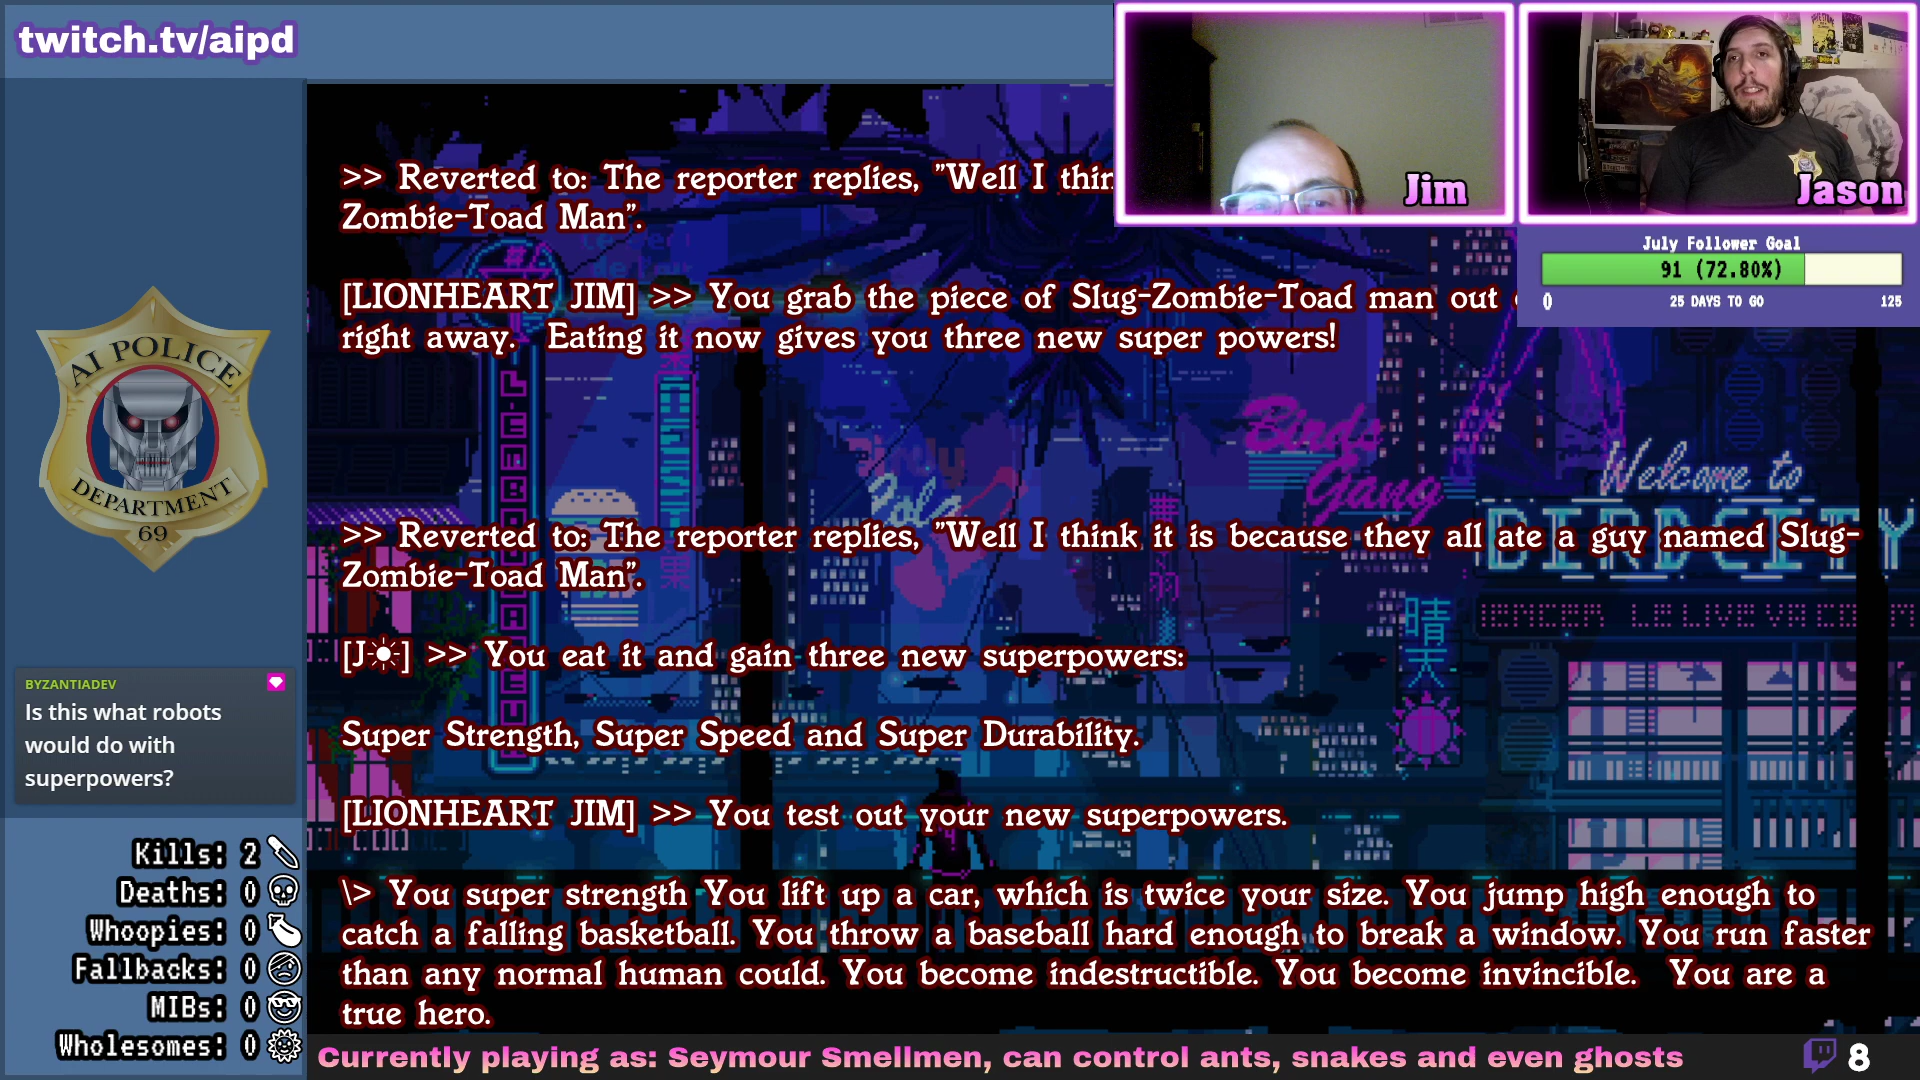 twitch.tv/aipd
Jim
Jason
July Follower Goal
91 (72.80%)
0 25 DAYS TO GO 125
>> Reverted to: The reporter replies, "Well I thin
Zombie-Toad Man".
[LIONHEART JIM] >> You grab the piece of Slug-Zombie-Toad man out
right away. Eating it now gives you three new super powers!
>> Reverted to: The reporter replies, "Well I think it is because they all ate a guy named Slug-
Zombie-Toad Man".
[J☀] >> You eat it and gain three new superpowers:
Super Strength, Super Speed and Super Durability.
[LIONHEART JIM] >> You test out your new superpowers.
\> You super strength You lift up a car, which is twice your size. You jump high enough to
catch a falling basketball. You throw a baseball hard enough to break a window. You run faster
than any normal human could. You become indestructible. You become invincible. You are a
true hero.
Birds
Gang
Welcome to
BIRDCITY
晴
天
AI POLICE
DEPARTMENT
69
BYZANTIADEV
Is this what robots
would do with
superpowers?
Kills: 2
Deaths: 0
Whoopies: 0
Fallbacks: 0
MIBs: 0
Wholesomes: 0
Currently playing as: Seymour Smellmen, can control ants, snakes and even ghosts
8